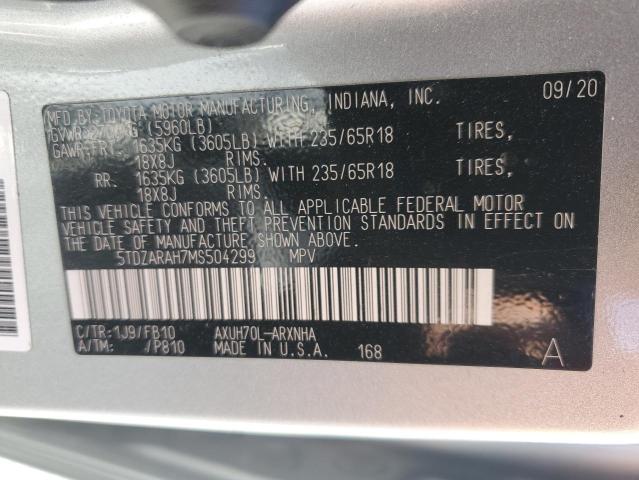 MFD. BY: TOYOTA MOTOR MANUFACTURING, INDIANA, INC. 09/20
GVWR: KG (5960LB)
GAWR: FRT 1635KG (3605LB) WITH 235/65R18 TIRES,
18X8J RIMS.
RR. 1635KG (3605LB) WITH 235/65R18 TIRES,
18X8J RIMS.
THIS VEHICLE CONFORMS TO ALL APPLICABLE FEDERAL MOTOR
VEHICLE SAFETY AND THEFT PREVENTION STANDARDS IN EFFECT ON
THE DATE OF MANUFACTURE SHOWN ABOVE.
5TDZARAH7MS504299 MPV
C/TR: 1J9/FB10 AXUH70L-ARXNHA
A/TM: /P810 MADE IN U.S.A. 168 A